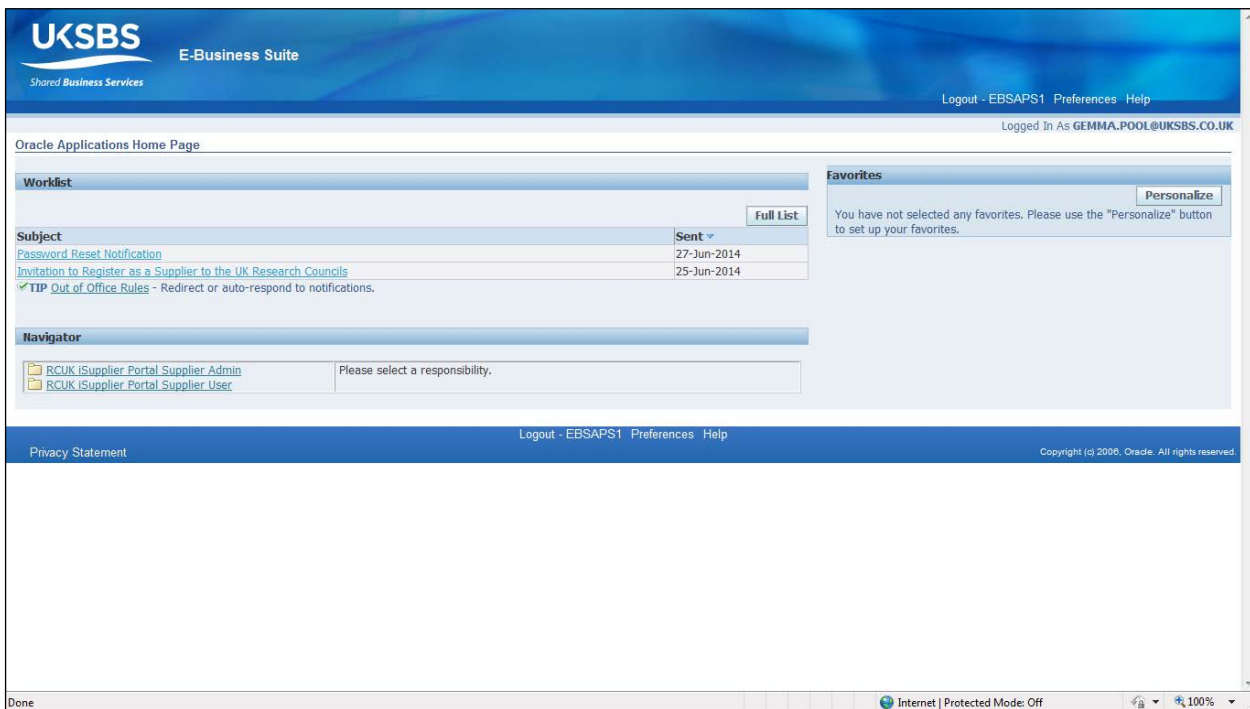 UKSBS
Shared Business Services
E-Business Suite
Logout - EBSAPS1 Preferences Help
Logged In As GEMMA.POOL@UKSBS.CO.UK
Oracle Applications Home Page
Worklist
Full List
Subject Sent
Password Reset Notification 27-Jun-2014
Invitation to Register as a Supplier to the UK Research Councils 25-Jun-2014
TIP Out of Office Rules - Redirect or auto-respond to notifications.
Favorites
Personalize
You have not selected any favorites. Please use the "Personalize" button
to set up your favorites.
Navigator
RCUK iSupplier Portal Supplier Admin
RCUK iSupplier Portal Supplier User
Please select a responsibility.
Logout - EBSAPS1 Preferences Help
Privacy Statement
Copyright (c) 2006, Oracle. All rights reserved.
Done
Internet | Protected Mode: Off
100%